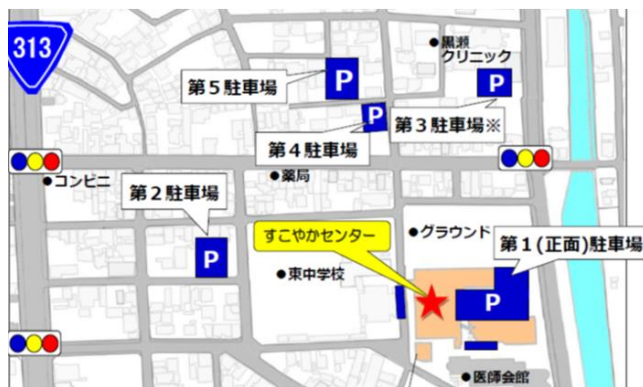 313
黒瀬
クリニック
P
第5駐車場
P
P
第3駐車場※
第4駐車場
コンビニ
薬局
第2駐車場
すこやかセンター
グラウンド
第1(正面)駐車場
P
東中学校
P
医師会館